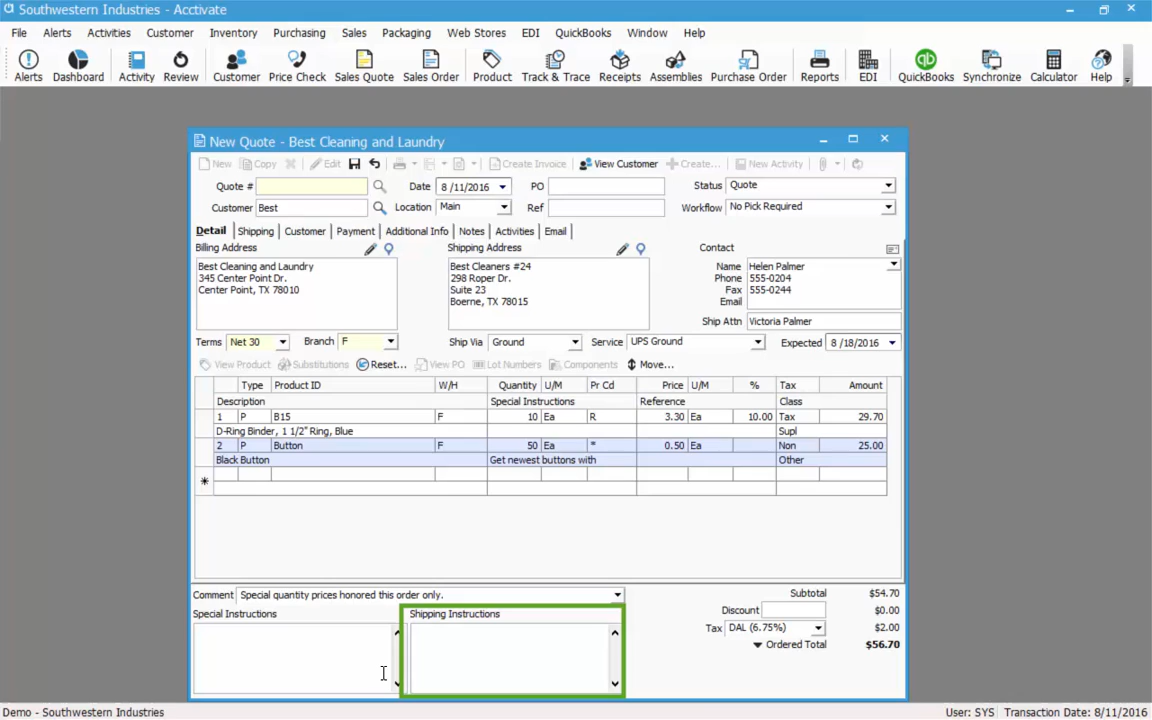 Southwestern Industries - Acctivate
File Alerts Activities Customer Inventory Purchasing Sales Packaging Web Stores EDI QuickBooks Window Help
Alerts Dashboard Activity Review Customer Price Check Sales Quote Sales Order Product Track & Trace Receipts Assembles Purchase Order Reports EDI QuickBooks Synchronize Calculator Help
New Quote - Best Cleaning and Laundry
New Copy Edit Create Invoice View Customer Create... New Activity
Quote # Date 8 /11/2016 PO Status Quote
Customer Best Location Main Ref Workflow No Pick Required
Detail Shipping Customer Payment Additional Info Notes Activities Email
Billing Address Shipping Address Contact
Best Cleaning and Laundry Best Cleaners #24 Name Helen Palmer
345 Center Point Dr. 298 Roper Dr. Phone 555-0204
Center Point, TX 78010 Suite 23 Fax 555-0244
Boerne, TX 78015 Email
Ship Attn Victoria Palmer
Terms Net 30 Branch F Ship Via Ground Service UPS Ground Expected 8 /18/2016
View Product Substitutions Reset... View PO Lot Numbers Components Move...
Type Product ID W/H Quantity U/M Pr Cd Price U/M % Tax Amount
Description Special Instructions Reference Class
1 P B15 F 10 Ea R 3.30 Ea 10.00 Tax 29.70
D-Ring Binder, 1 1/2" Ring, Blue Supl
2 P Button F 50 Ea * 0.50 Ea Non 25.00
Black Button Get newest buttons with Other
*
Comment Special quantity prices honored this order only. Subtotal $54.70
Special Instructions Shipping Instructions Discount $0.00
Tax DAL (6.75%) $2.00
Ordered Total $56.70
Demo - Southwestern Industries User: SYS Transaction Date: 8/11/2016